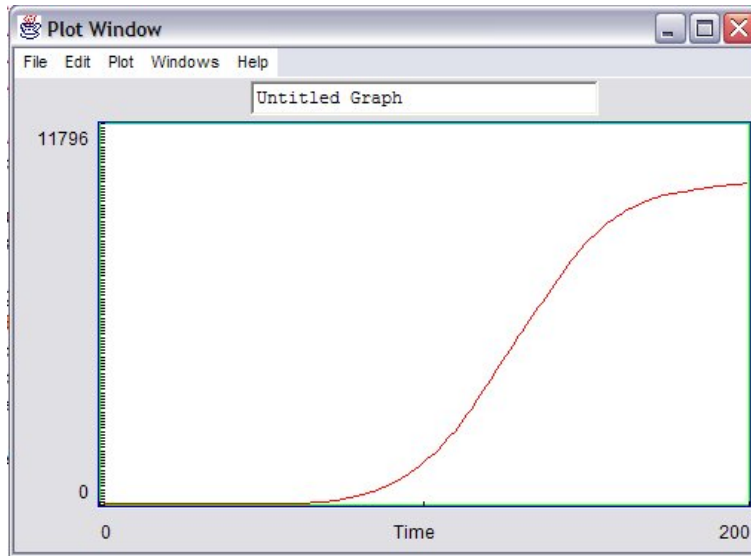 Plot Window
File Edit Plot Windows Help
Untitled Graph
11796
0
0 Time 200